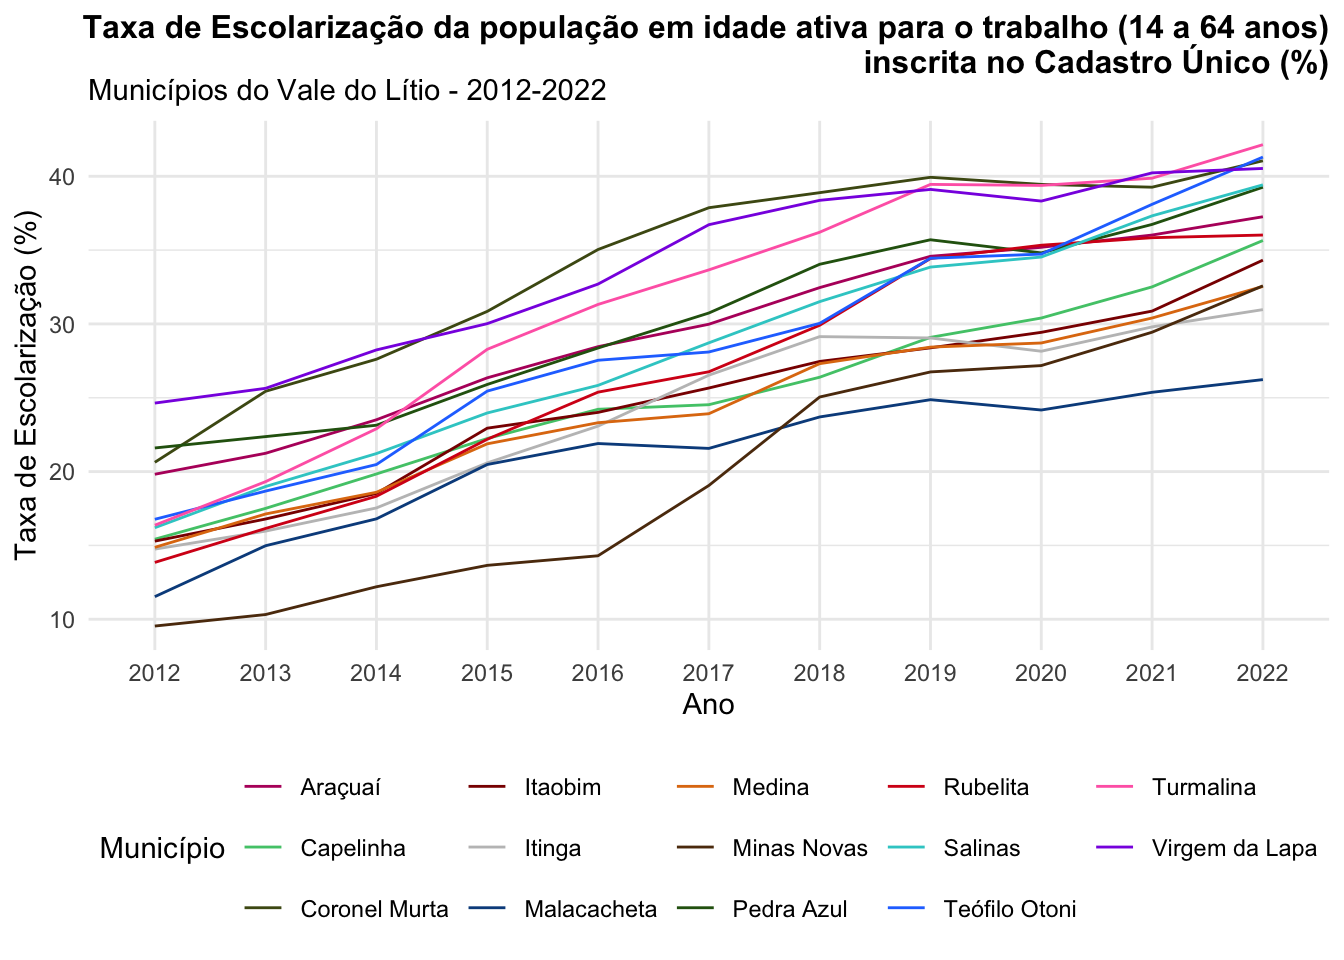 Taxa de Escolarização da população em idade ativa para o trabalho (14 a 64 anos)
inscrita no Cadastro Único (%)
Municípios do Vale do Lítio - 2012-2022
Taxa de Escolarização (%)
40
30
20
10
2012 2013 2014 2015 2016 2017 2018 2019 2020 2021 2022
Ano
Município
Araçuaí Itaobim Medina Rubelita Turmalina
Capelinha Itinga Minas Novas Salinas Virgem da Lapa
Coronel Murta Malacacheta Pedra Azul Teófilo Otoni